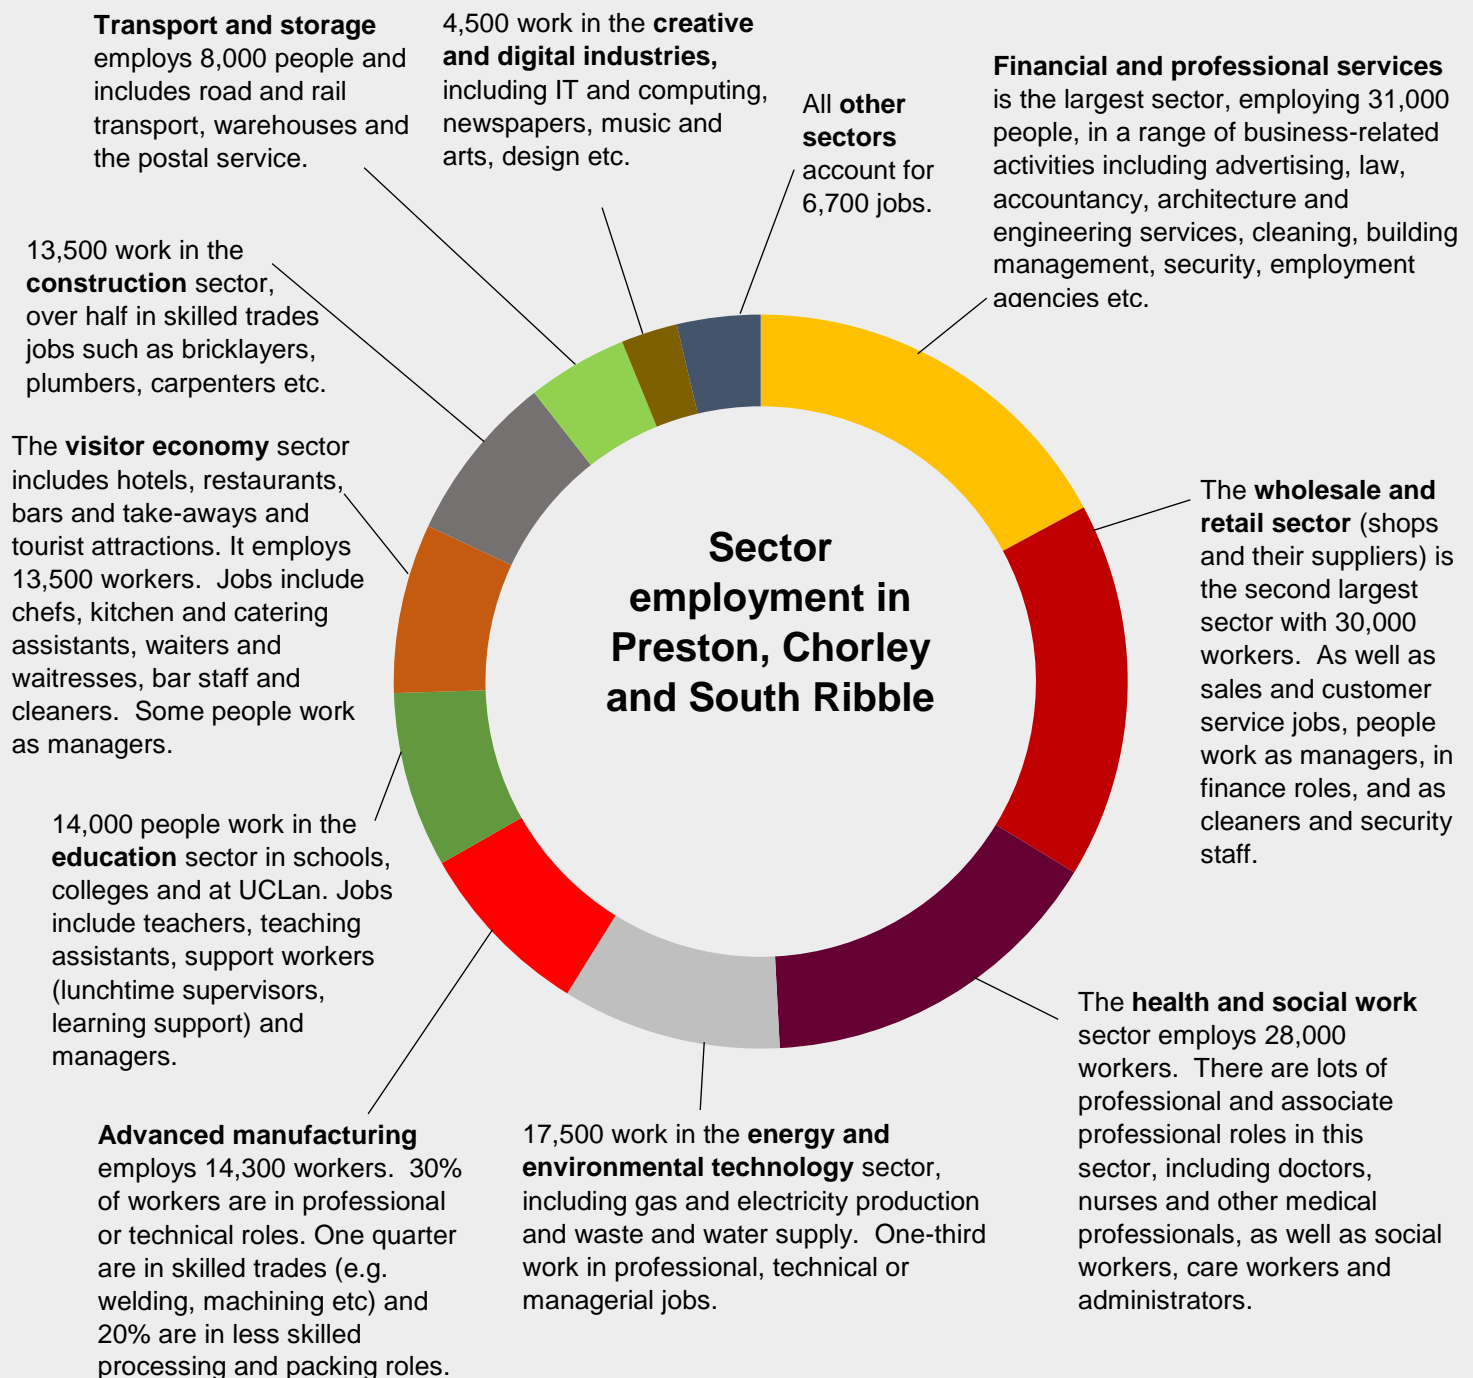 Transport and storage
employs 8,000 people and
includes road and rail
transport, warehouses and
the postal service.
4,500 work in the creative
and digital industries,
including IT and computing,
newspapers, music and
arts, design etc.
All other
sectors
account for
6,700 jobs.
Financial and professional services
is the largest sector, employing 31,000
people, in a range of business-related
activities including advertising, law,
accountancy, architecture and
engineering services, cleaning, building
management, security, employment
agencies etc.
13,500 work in the
construction sector,
over half in skilled trades
jobs such as bricklayers,
plumbers, carpenters etc.
The visitor economy sector
includes hotels, restaurants,
bars and take-aways and
tourist attractions. It employs
13,500 workers.  Jobs include
chefs, kitchen and catering
assistants, waiters and
waitresses, bar staff and
cleaners.  Some people work
as managers.
Sector
employment in
Preston, Chorley
and South Ribble
The wholesale and
retail sector (shops
and their suppliers) is
the second largest
sector with 30,000
workers.  As well as
sales and customer
service jobs, people
work as managers, in
finance roles, and as
cleaners and security
staff.
14,000 people work in the
education sector in schools,
colleges and at UCLan. Jobs
include teachers, teaching
assistants, support workers
(lunchtime supervisors,
learning support) and
managers.
The health and social work
sector employs 28,000
workers.  There are lots of
professional and associate
professional roles in this
sector, including doctors,
nurses and other medical
professionals, as well as social
workers, care workers and
administrators.
Advanced manufacturing
employs 14,300 workers.  30%
of workers are in professional
or technical roles. One quarter
are in skilled trades (e.g.
welding, machining etc) and
20% are in less skilled
processing and packing roles.
17,500 work in the energy and
environmental technology sector,
including gas and electricity production
and waste and water supply.  One-third
work in professional, technical or
managerial jobs.